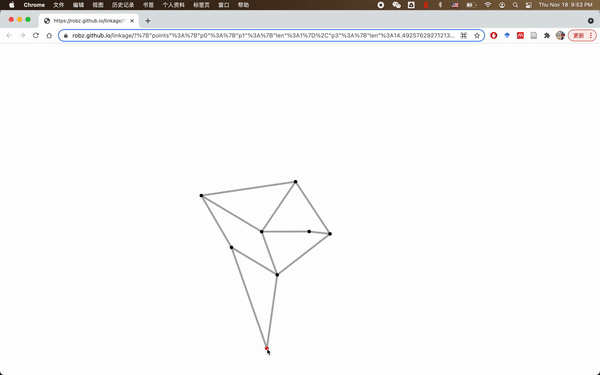 Chrome 文件 编辑 视图 历史记录 书签 个人资料 标签页 窗口 帮助 Thu Nov 18 9:53 PM
https://robz.github.io/linkage/?
robz.github.io/linkage/?%7B"points"%3A%7B"p0"%3A%7B"p1"%3A%7B"len"%3A1%7D%2C"p3"%3A%7B"len"%3A14.49257629271213... 更新